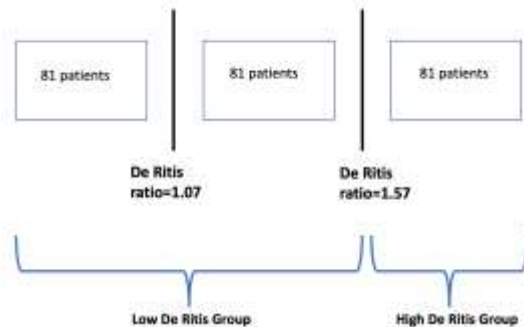 81 patients
81 patients
81 patients
De Ritis
ratio=1.07
De Ritis
ratio=1.57
Low De Ritis Group
High De Ritis Group